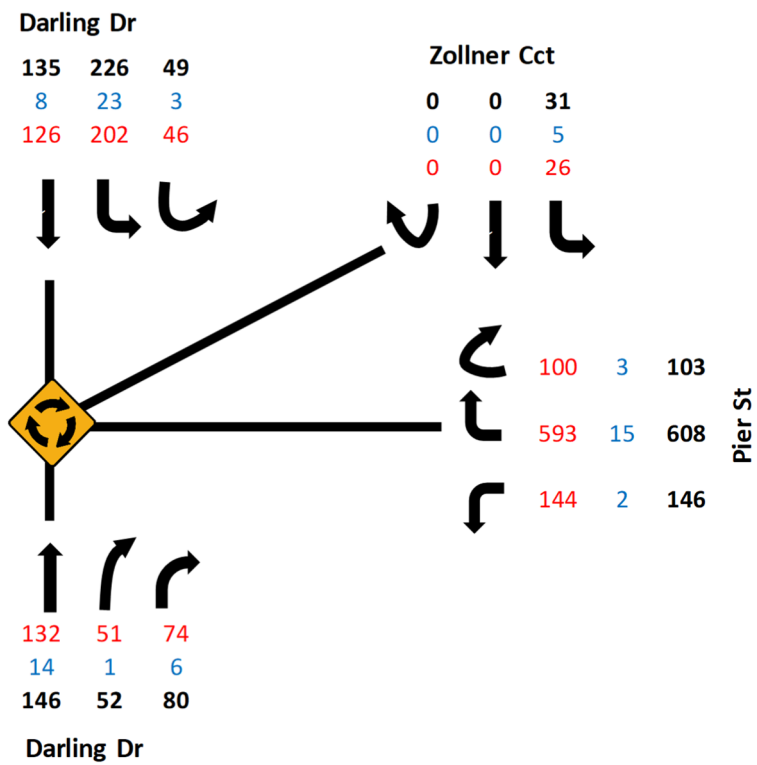 Darling Dr
135 226 49
8 23 3
126 202 46
Zollner Cct
0 0 31
0 0 5
0 0 26
100 3 103
593 15 608
144 2 146
Pier St
132 51 74
14 1 6
146 52 80
Darling Dr